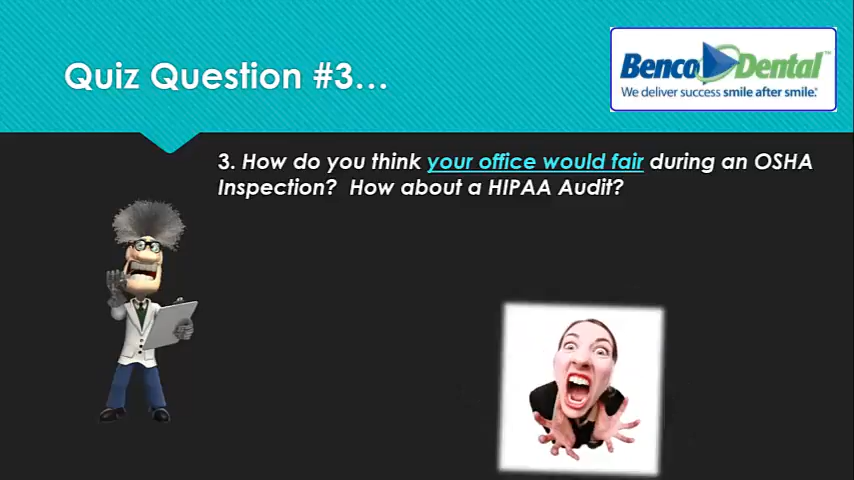 Quiz Question #3...
Benco Dental™
We deliver success smile after smile.®
3. How do you think your office would fair during an OSHA
Inspection? How about a HIPAA Audit?